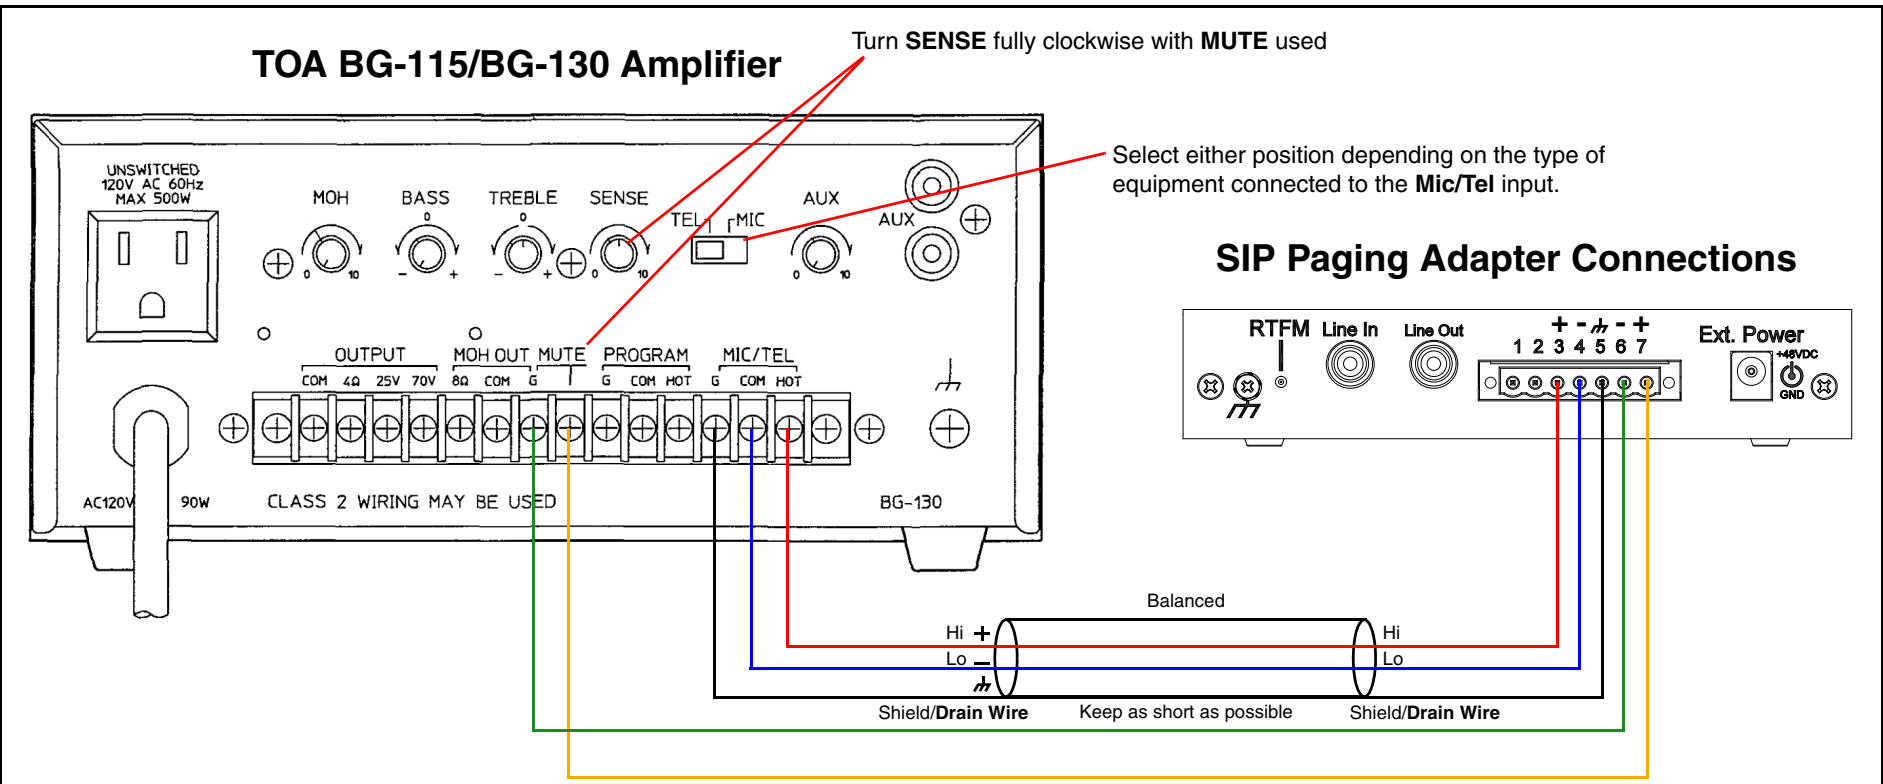 Turn SENSE fully clockwise with MUTE used
TOA BG-115/BG-130 Amplifier
Select either position depending on the type of
equipment connected to the Mic/Tel input.
UNSWITCHED
120V AC 60Hz
MAX 500W
MOH
0 10
BASS
0
- +
TREBLE
0
- +
SENSE
0 10
TEL MIC
AUX
0 10
AUX
OUTPUT
MOH OUT
MUTE
PROGRAM
MIC/TEL
COM 4Ω 25V 70V 8Ω COM G I G COM HOT G COM HOT
AC120V 90W
CLASS 2 WIRING MAY BE USED
BG-130
SIP Paging Adapter Connections
RTFM
Line In
Line Out
+ - - +
1 2 3 4 5 6 7
Ext. Power
+48VDC
GND
Balanced
Hi +
Lo -
Hi
Lo
Shield/Drain Wire
Keep as short as possible
Shield/Drain Wire